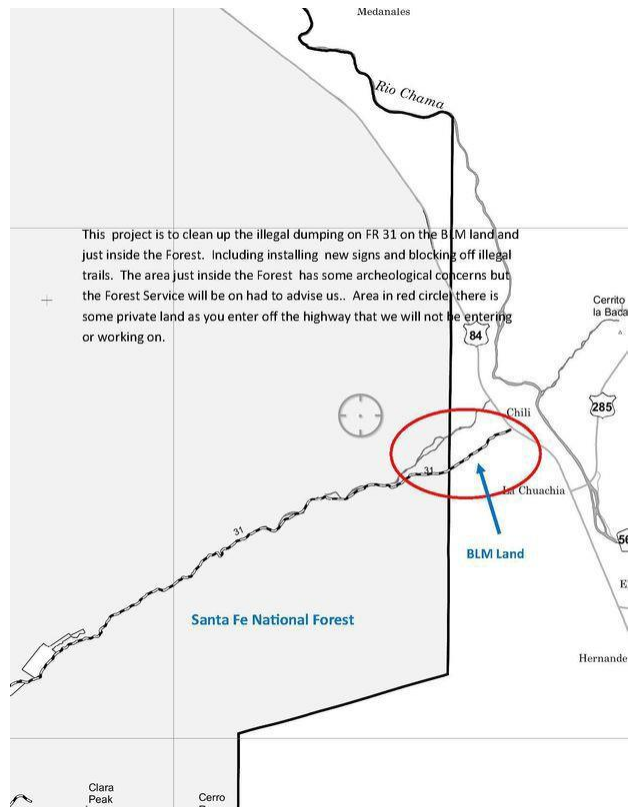 Medanales
Rio Chama
This project is to clean up the illegal dumping on FR 31 on the BLM land and
just inside the Forest. Including installing new signs and blocking off illegal
trails. The area just inside the Forest has some archeological concerns but
the Forest Service will be on had to advise us.. Area in red circle, there is
some private land as you enter off the highway that we will not be entering
or working on.
Cerrito
la Baca
84
285
Chili
31
La Chuachia
31
BLM Land
Santa Fe National Forest
Hernande
Clara
Peak
Cerro